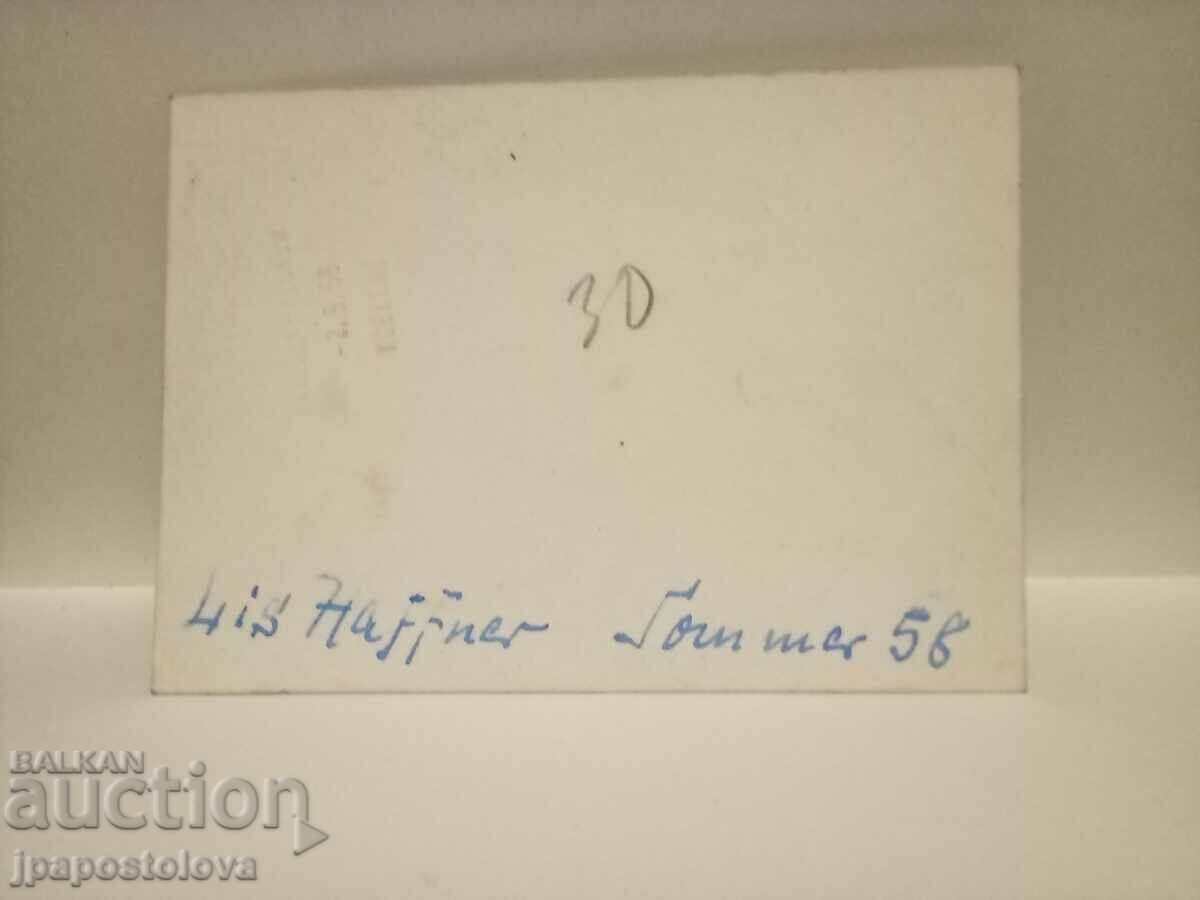 30
Lis Haffner Sommer 58
BALKAN
auction
jpapostolova